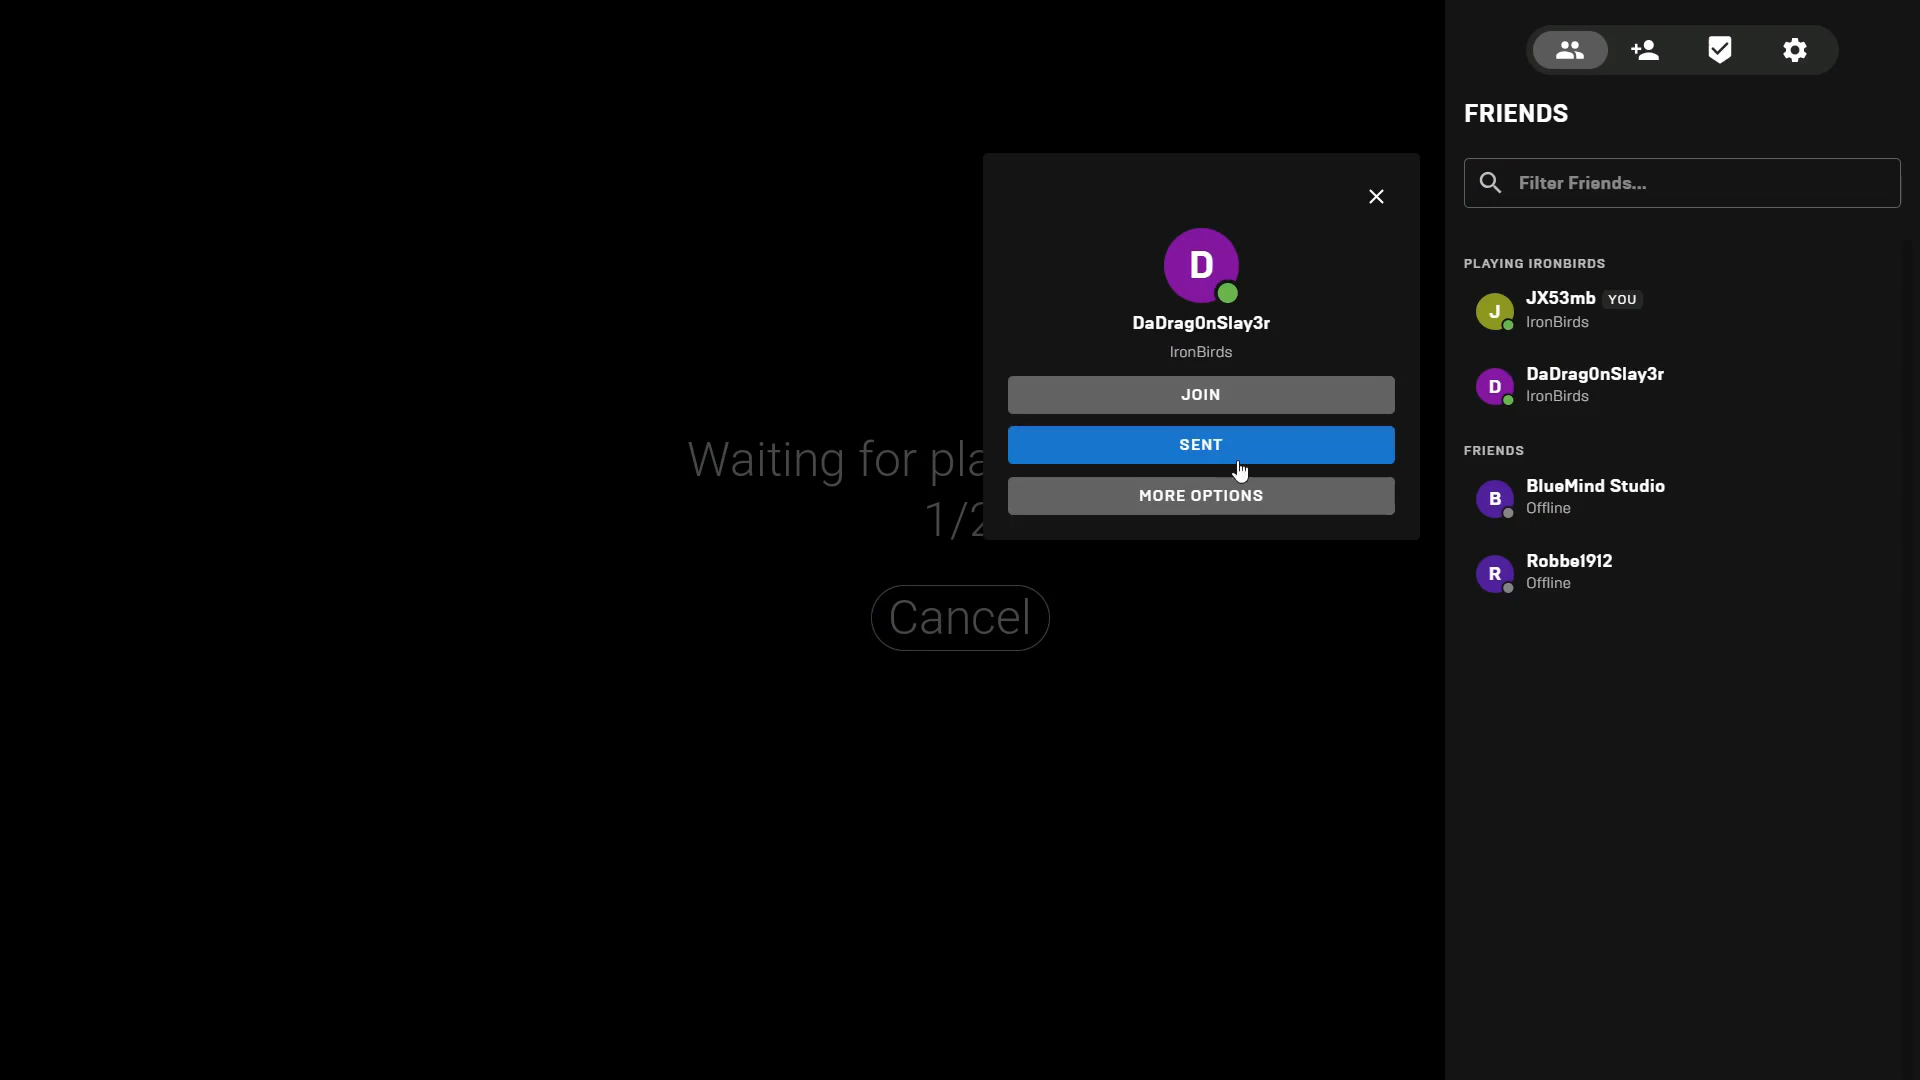 Waiting for pla
1/2
Cancel
D
DaDrag0nSlay3r
IronBirds
JOIN
SENT
MORE OPTIONS
FRIENDS
Filter Friends...
PLAYING IRONBIRDS
J
JX53mb YOU
IronBirds
D
DaDrag0nSlay3r
IronBirds
FRIENDS
B
BlueMind Studio
Offline
R
Robbe1912
Offline